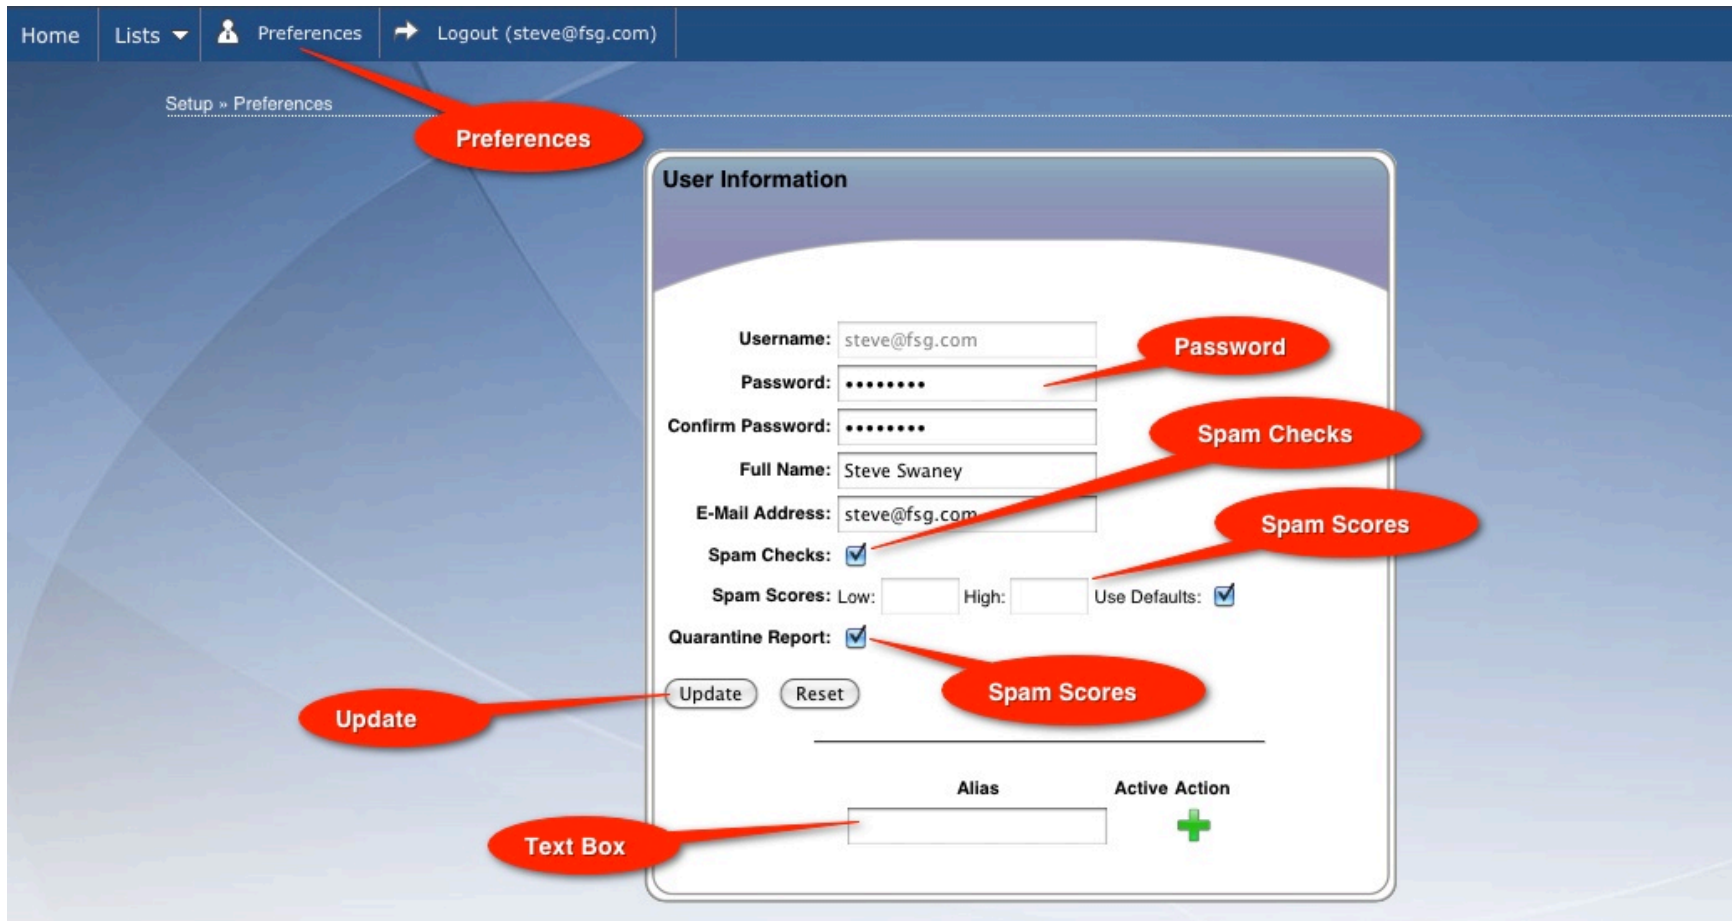 Home Lists Preferences Logout (steve@fsg.com)
Setup » Preferences
Preferences
User Information
Username: steve@fsg.com
Password
Password: ••••••••
Confirm Password: ••••••••
Spam Checks
Full Name: Steve Swaney
E-Mail Address: steve@fsg.com
Spam Scores
Spam Checks:
Spam Scores: Low: High: Use Defaults:
Quarantine Report:
Spam Scores
Update Reset
Update
Alias Active Action
Text Box